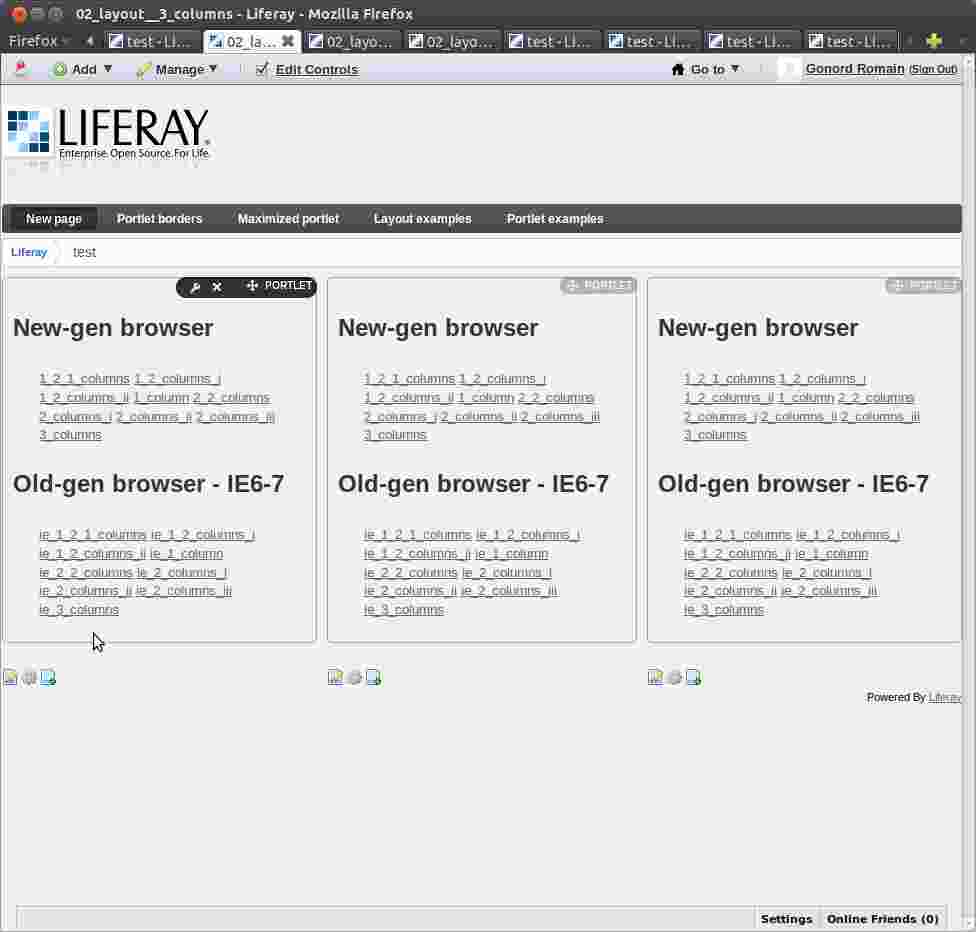 02_layout__3_columns - Liferay - Mozilla Firefox
Firefox test - Li... 02_la... 02_layo... 02_layo... test - Li... test - Li... test - Li... test - Li...
Add Manage Edit Controls Go to Gonord Romain (Sign Out)
LIFERAY.
Enterprise. Open Source. For Life.
New page Portlet borders Maximized portlet Layout examples Portlet examples
Liferay test
PORTLET PORTLET PORTLET
New-gen browser New-gen browser New-gen browser
1_2_1_columns 1_2_columns_i 1_2_1_columns 1_2_columns_i 1_2_1_columns 1_2_columns_i
1_2_columns_ii 1_column 2_2_columns 1_2_columns_ii 1_column 2_2_columns 1_2_columns_ii 1_column 2_2_columns
2_columns_i 2_columns_ii 2_columns_iii 2_columns_i 2_columns_ii 2_columns_iii 2_columns_i 2_columns_ii 2_columns_iii
3_columns 3_columns 3_columns
Old-gen browser - IE6-7 Old-gen browser - IE6-7 Old-gen browser - IE6-7
ie_1_2_1_columns ie_1_2_columns_i ie_1_2_1_columns ie_1_2_columns_i ie_1_2_1_columns ie_1_2_columns_i
ie_1_2_columns_ii ie_1_column ie_1_2_columns_ii ie_1_column ie_1_2_columns_ii ie_1_column
ie_2_2_columns ie_2_columns_i ie_2_2_columns ie_2_columns_i ie_2_2_columns ie_2_columns_i
ie_2_columns_ii ie_2_columns_iii ie_2_columns_ii ie_2_columns_iii ie_2_columns_ii ie_2_columns_iii
ie_3_columns ie_3_columns ie_3_columns
Powered By Liferay
Settings Online Friends (0)